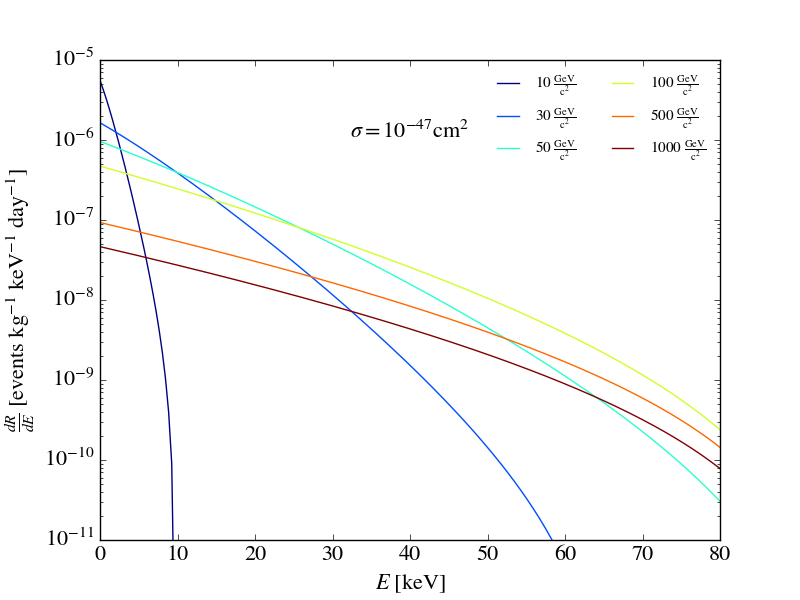 10⁻⁵
10⁻⁶
10⁻⁷
10⁻⁸
10⁻⁹
10⁻¹⁰
10⁻¹¹
dR/dE [events kg⁻¹ keV⁻¹ day⁻¹]
σ = 10⁻⁴⁷cm²
10 GeV/c²
30 GeV/c²
50 GeV/c²
100 GeV/c²
500 GeV/c²
1000 GeV/c²
0 10 20 30 40 50 60 70 80
E [keV]